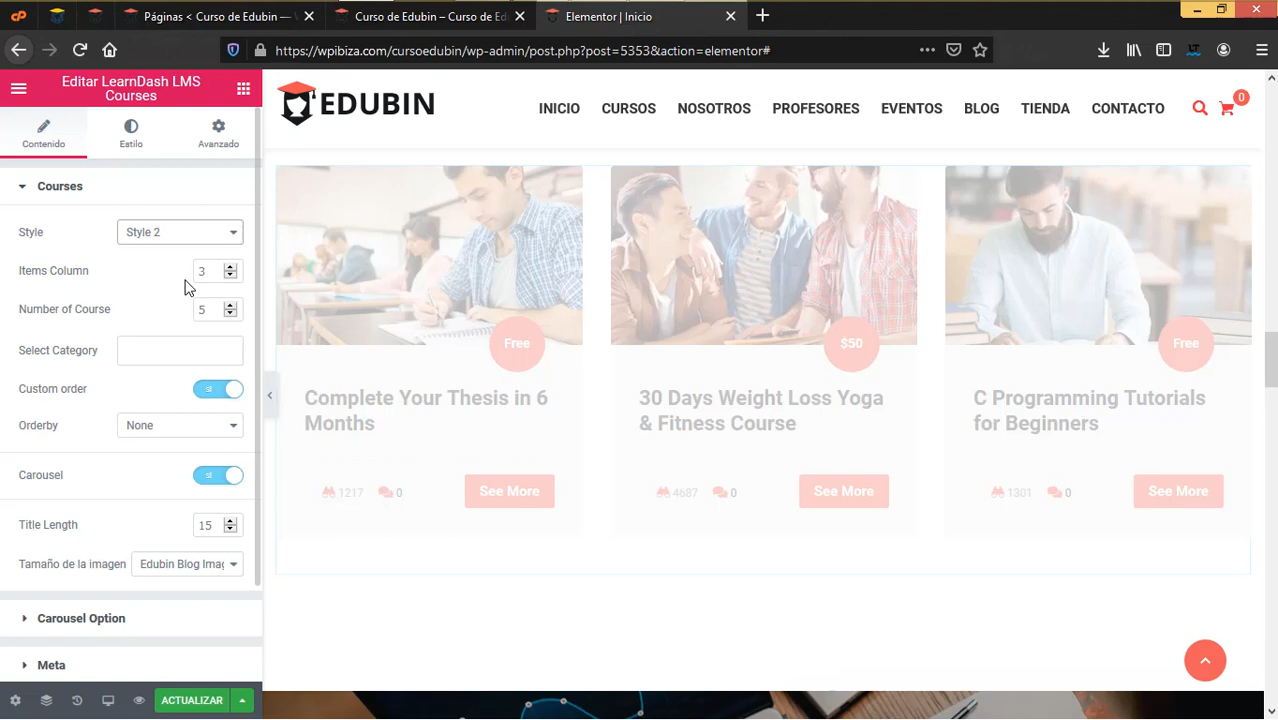 Páginas < Curso de Edubin —
Curso de Edubin – Curso de Ed
Elementor | Inicio
https://wpibiza.com/cursoedubin/wp-admin/post.php?post=5353&action=elementor#
Editar LearnDash LMS
Courses
Contenido
Estilo
Avanzado
Courses
Style
Style 2
Items Column
3
Number of Course
5
Select Category
Custom order
SÍ
Orderby
None
Carousel
SÍ
Title Length
15
Tamaño de la imagen
Edubin Blog Imag
Carousel Option
Meta
ACTUALIZAR
EDUBIN
INICIO
CURSOS
NOSOTROS
PROFESORES
EVENTOS
BLOG
TIENDA
CONTACTO
0
Free
Complete Your Thesis in 6
Months
1217
0
See More
$50
30 Days Weight Loss Yoga
& Fitness Course
4687
0
See More
Free
C Programming Tutorials
for Beginners
1301
0
See More